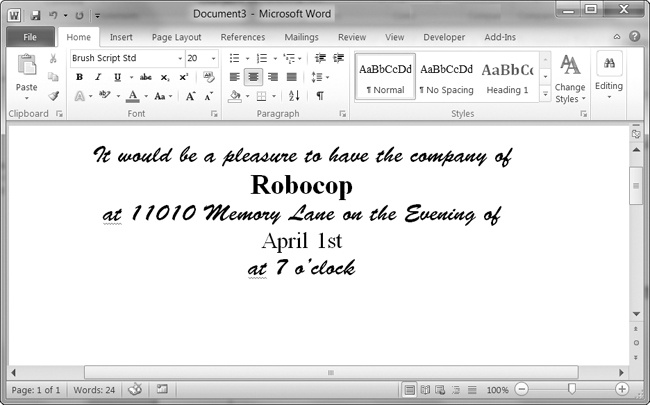 Document3 - Microsoft Word
File Home Insert Page Layout References Mailings Review View Developer Add-Ins
Brush Script Std 20
AaBbCcDd AaBbCcDd AaBbCc
Paste B I U abc x₂ x² ¶ Normal ¶ No Spacing Heading 1 Change Styles Editing
A A Aa A A
Clipboard Font Paragraph Styles
It would be a pleasure to have the company of
Robocop
at 11010 Memory Lane on the Evening of
April 1st
at 7 o'clock
Page: 1 of 1 Words: 24 100%